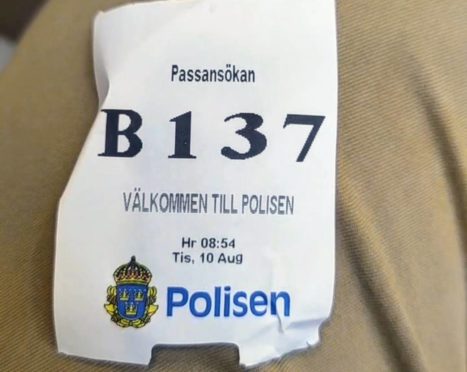 Passansökan
B137
VÄLKOMMEN TILL POLISEN
Hr 08:54
Tis, 10 Aug
Polisen